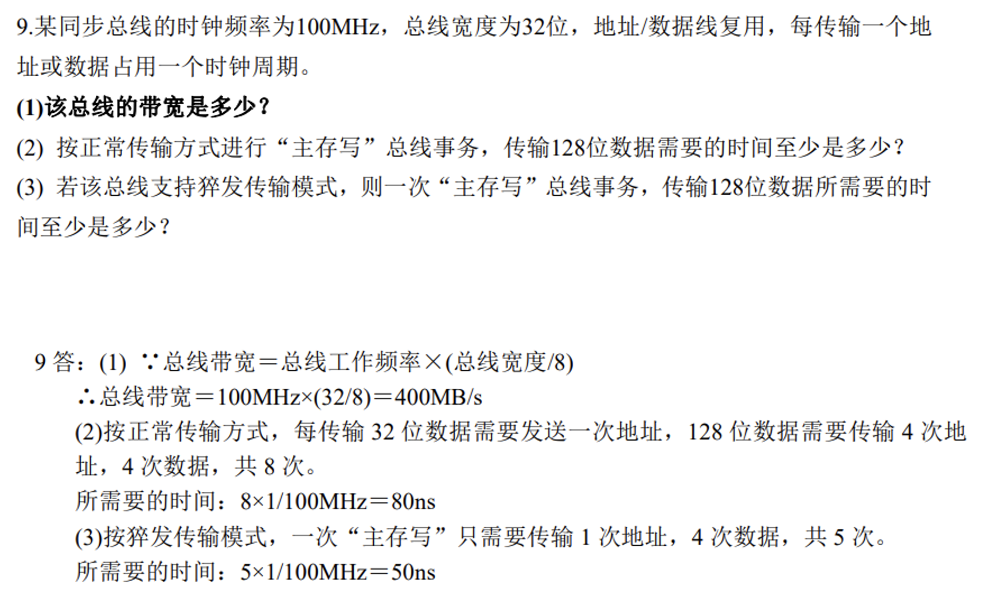 9.某同步总线的时钟频率为100MHz，总线宽度为32位，地址/数据线复用，每传输一个地
址或数据占用一个时钟周期。
(1)该总线的带宽是多少？
(2) 按正常传输方式进行“主存写”总线事务，传输128位数据需要的时间至少是多少？
(3) 若该总线支持猝发传输模式，则一次“主存写”总线事务，传输128位数据所需要的时
间至少是多少？
9 答：(1) ∵总线带宽＝总线工作频率×(总线宽度/8)
∴总线带宽＝100MHz×(32/8)＝400MB/s
(2)按正常传输方式，每传输 32 位数据需要发送一次地址，128 位数据需要传输 4 次地
址，4 次数据，共 8 次。
所需要的时间：8×1/100MHz＝80ns
(3)按猝发传输模式，一次“主存写”只需要传输 1 次地址，4 次数据，共 5 次。
所需要的时间：5×1/100MHz＝50ns